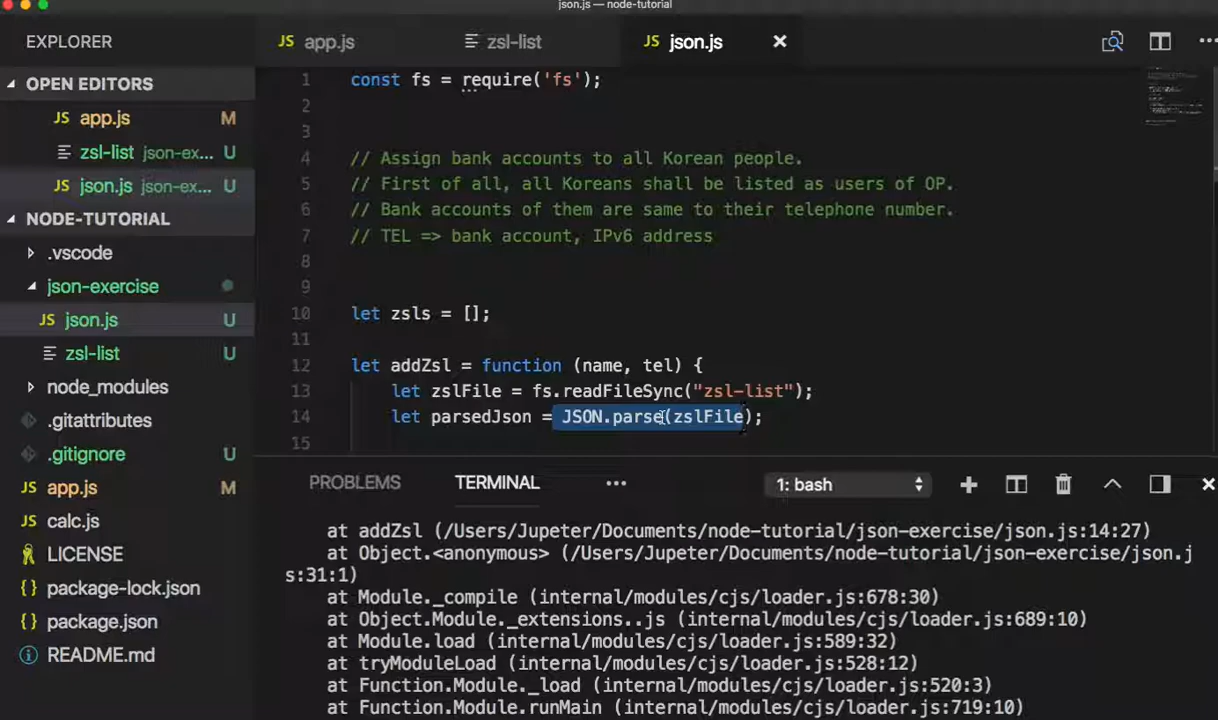 json.js — node-tutorial
EXPLORER
JS app.js
zsl-list
JS json.js ×
OPEN EDITORS
JS app.js M
zsl-list json-ex... U
JS json.js json-ex... U
NODE-TUTORIAL
.vscode
json-exercise
JS json.js U
zsl-list U
node_modules
.gitattributes
.gitignore U
JS app.js M
calc.js
LICENSE
{} package-lock.json
{} package.json
README.md
1 const fs = require('fs');
2
3
4 // Assign bank accounts to all Korean people.
5 // First of all, all Koreans shall be listed as users of OP.
6 // Bank accounts of them are same to their telephone number.
7 // TEL => bank account, IPv6 address
8
9
10 let zsls = [];
11
12 let addZsl = function (name, tel) {
13 let zslFile = fs.readFileSync("zsl-list");
14 let parsedJson = JSON.parse(zslFile);
15
PROBLEMS TERMINAL ... 1: bash
at addZsl (/Users/Jupeter/Documents/node-tutorial/json-exercise/json.js:14:27)
at Object.<anonymous> (/Users/Jupeter/Documents/node-tutorial/json-exercise/json.j
s:31:1)
at Module._compile (internal/modules/cjs/loader.js:678:30)
at Object.Module._extensions..js (internal/modules/cjs/loader.js:689:10)
at Module.load (internal/modules/cjs/loader.js:589:32)
at tryModuleLoad (internal/modules/cjs/loader.js:528:12)
at Function.Module._load (internal/modules/cjs/loader.js:520:3)
at Function.Module.runMain (internal/modules/cjs/loader.js:719:10)